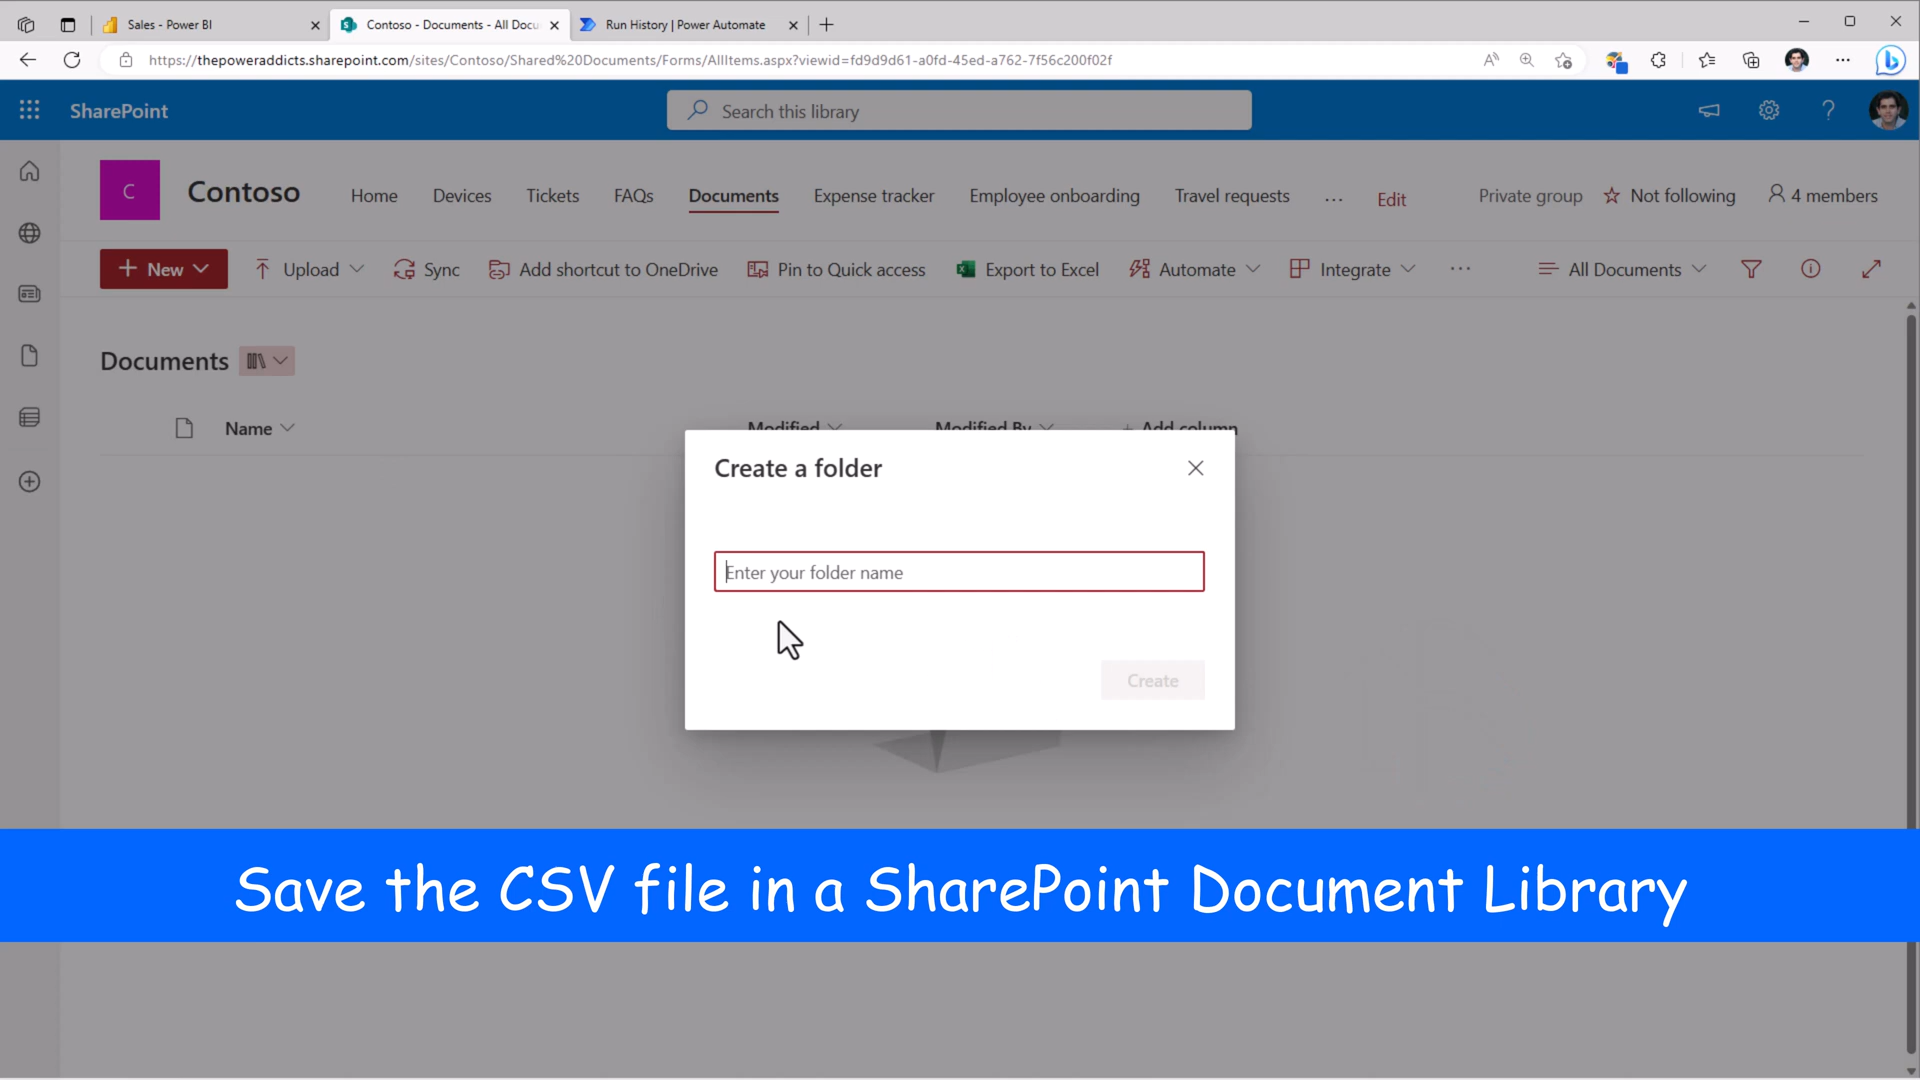 Sales - Power BI
Contoso - Documents - All Docu
Run History | Power Automate
https://thepoweraddicts.sharepoint.com/sites/Contoso/Shared%20Documents/Forms/AllItems.aspx?viewid=fd9d9d61-a0fd-45ed-a762-7f56c200f02f
SharePoint
Search this library
C
Contoso
Home
Devices
Tickets
FAQs
Documents
Expense tracker
Employee onboarding
Travel requests
...
Edit
Private group
Not following
4 members
New
Upload
Sync
Add shortcut to OneDrive
Pin to Quick access
Export to Excel
Automate
Integrate
...
All Documents
Documents
Name
Modified
Modified By
+ Add column
Create a folder
Enter your folder name
Create
Save the CSV file in a SharePoint Document Library